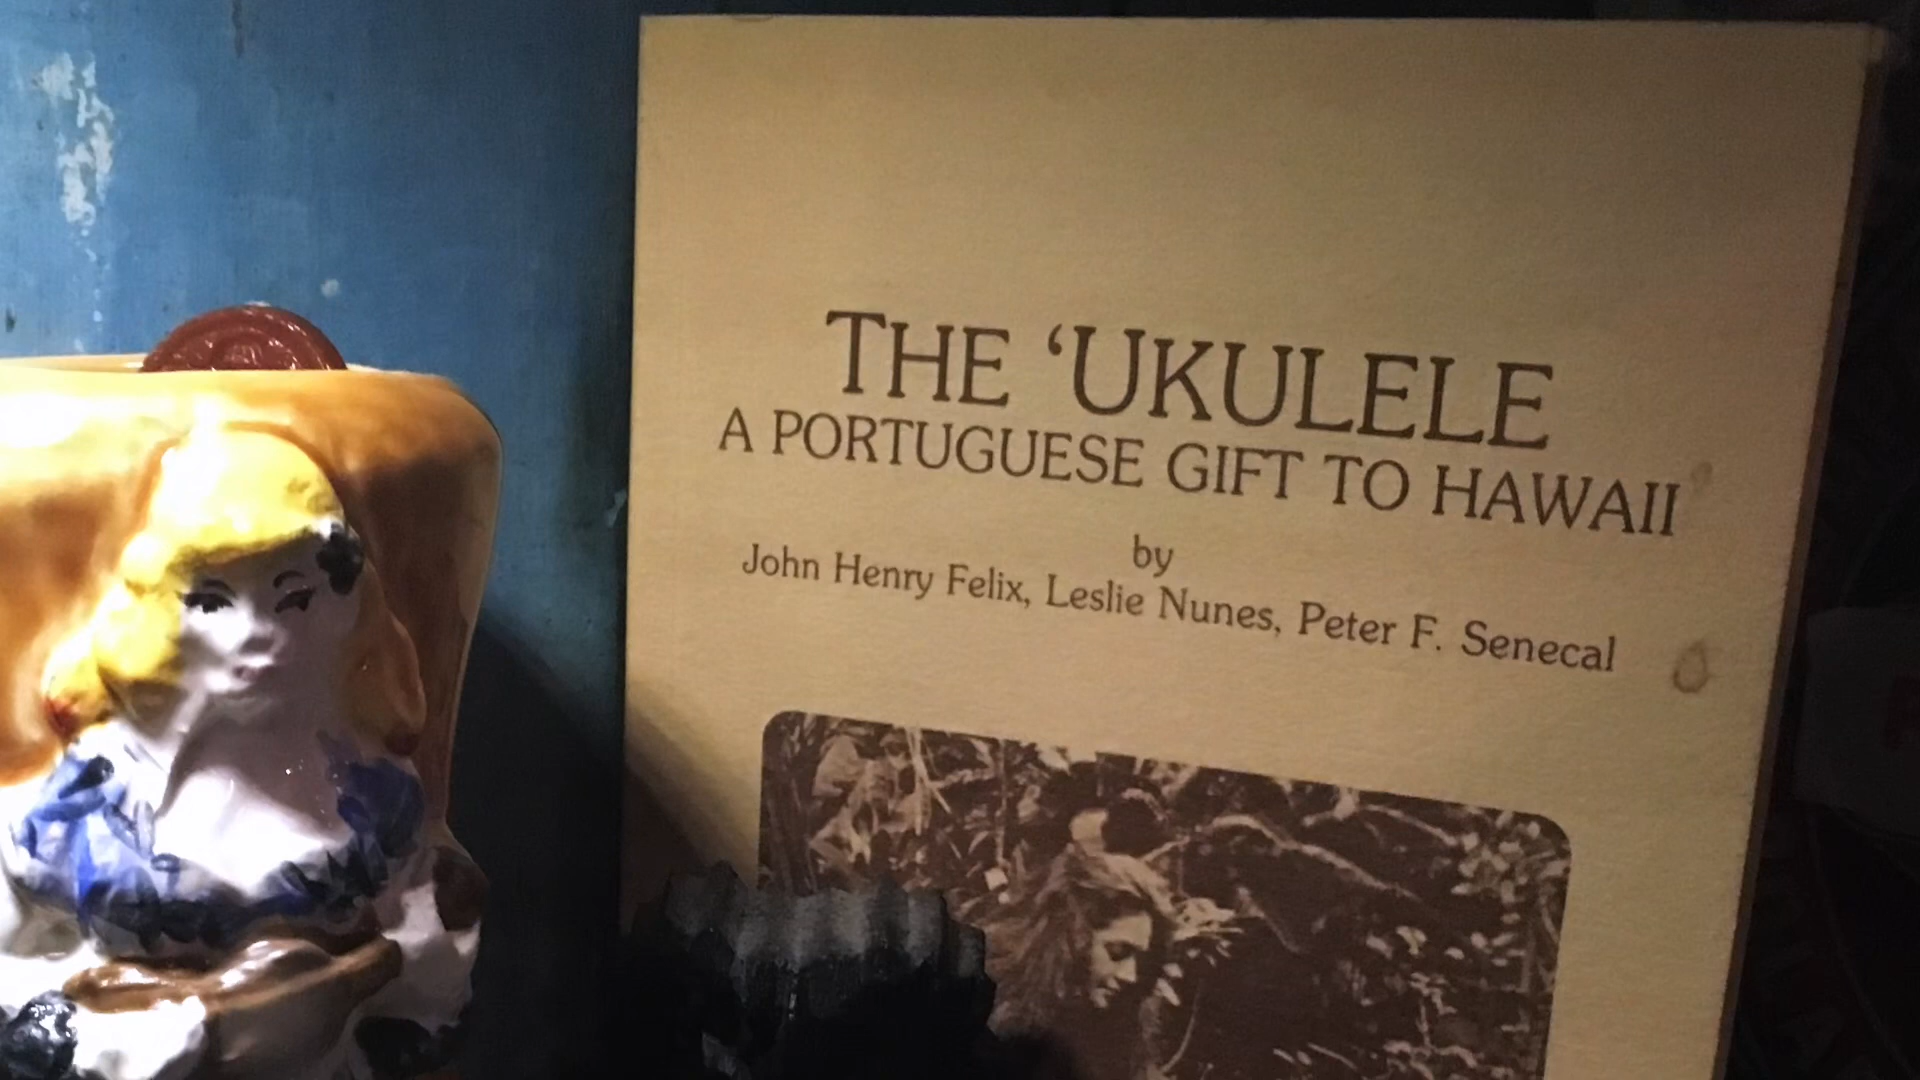 THE ‘UKULELE
A PORTUGUESE GIFT TO HAWAII
by
John Henry Felix, Leslie Nunes, Peter F. Senecal